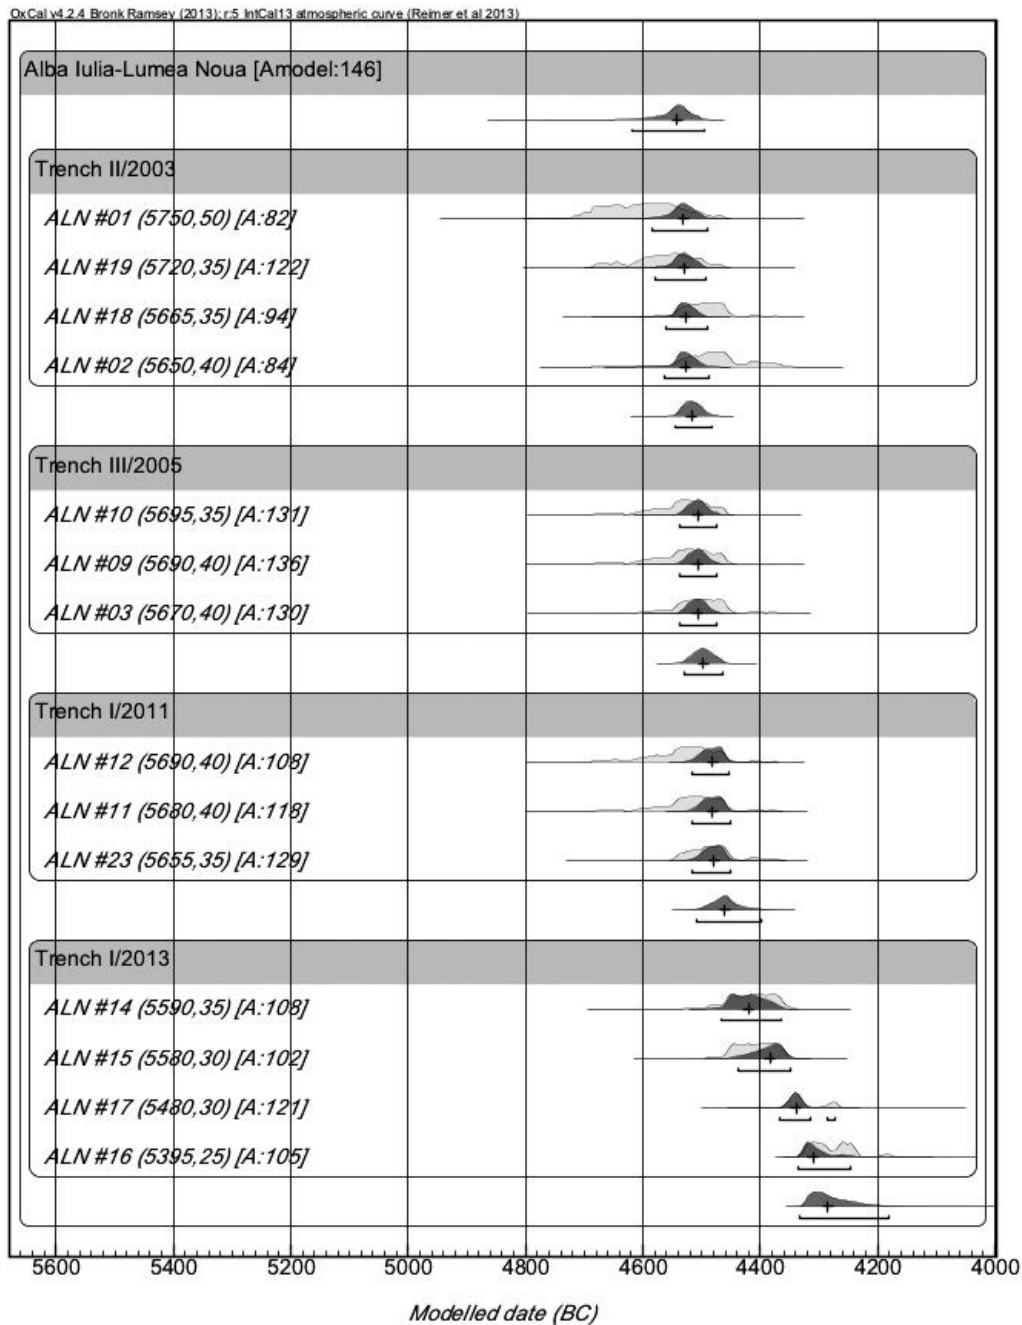 OxCal v4.2.4 Bronk Ramsey (2013); r:5 IntCal13 atmospheric curve (Reimer et al 2013)
Alba Iulia-Lumea Noua [Amodel:146]
Trench II/2003
ALN #01 (5750,50) [A:82]
ALN #19 (5720,35) [A:122]
ALN #18 (5665,35) [A:94]
ALN #02 (5650,40) [A:84]
Trench III/2005
ALN #10 (5695,35) [A:131]
ALN #09 (5690,40) [A:136]
ALN #03 (5670,40) [A:130]
Trench I/2011
ALN #12 (5690,40) [A:108]
ALN #11 (5680,40) [A:118]
ALN #23 (5655,35) [A:129]
Trench I/2013
ALN #14 (5590,35) [A:108]
ALN #15 (5580,30) [A:102]
ALN #17 (5480,30) [A:121]
ALN #16 (5395,25) [A:105]
5600 5400 5200 5000 4800 4600 4400 4200 4000
Modelled date (BC)